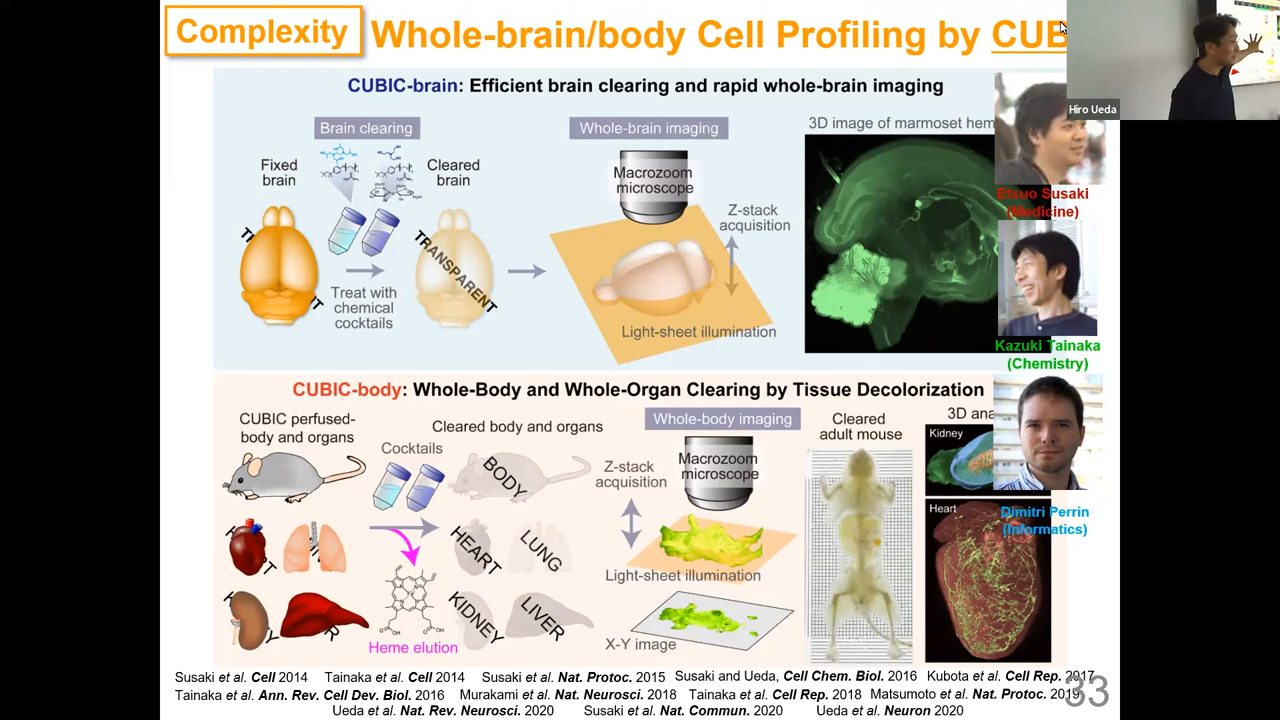 Complexity
Whole-brain/body Cell Profiling by CUB
Hiro Ueda
CUBIC-brain: Efficient brain clearing and rapid whole-brain imaging
Brain clearing
Whole-brain imaging
3D image of marmoset hem
Fixed
brain
Cleared
brain
Macrozoom
microscope
Z-stack
acquisition
TRANSPARENT
Treat with
chemical
cocktails
Light-sheet illumination
Etsuo Susaki
(Medicine)
Kazuki Tainaka
(Chemistry)
Dimitri Perrin
(Informatics)
CUBIC-body: Whole-Body and Whole-Organ Clearing by Tissue Decolorization
CUBIC perfused-
body and organs
Cleared body and organs
Whole-body imaging
Cleared
adult mouse
3D ana
Kidney
Cocktails
BODY
Z-stack
acquisition
Macrozoom
microscope
Heart
HEART
LUNG
Light-sheet illumination
KIDNEY
LIVER
X-Y image
OH
OH
Heme elution
Susaki et al. Cell 2014 Tainaka et al. Cell 2014 Susaki et al. Nat. Protoc. 2015 Susaki and Ueda, Cell Chem. Biol. 2016 Kubota et al. Cell Rep. 2017
Tainaka et al. Ann. Rev. Cell Dev. Biol. 2016 Murakami et al. Nat. Neurosci. 2018 Tainaka et al. Cell Rep. 2018 Matsumoto et al. Nat. Protoc. 2019
Ueda et al. Nat. Rev. Neurosci. 2020 Susaki et al. Nat. Commun. 2020 Ueda et al. Neuron 2020
33